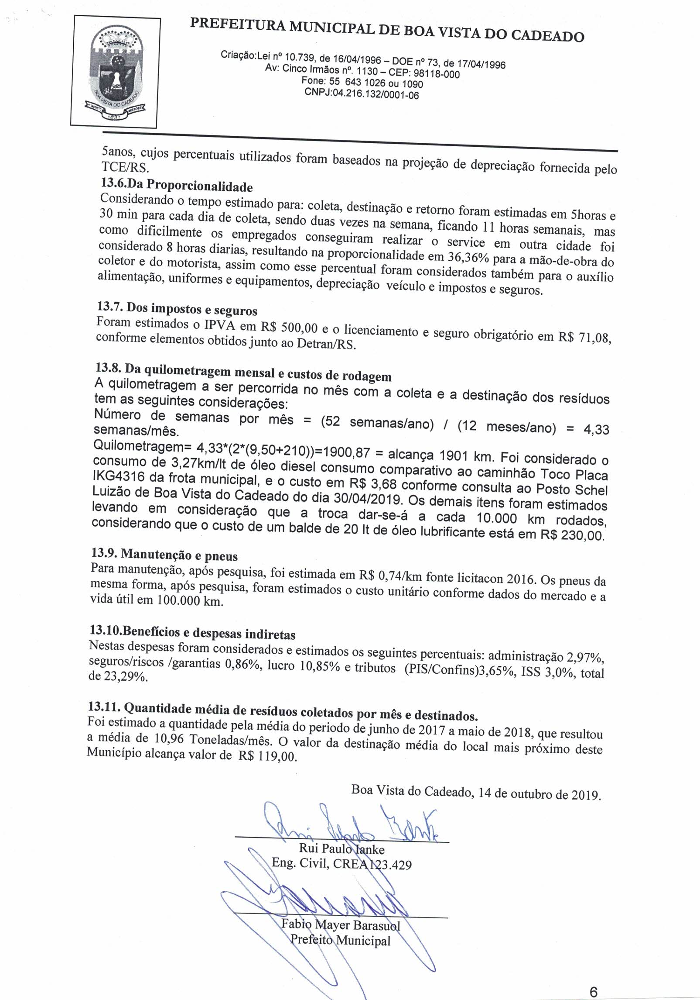 PREFEITURA MUNICIPAL DE BOA VISTA DO CADEADO
Criação:Lei nº 10.739, de 16/04/1996 – DOE nº 73, de 17/04/1996
Av: Cinco Irmãos nº. 1130 – CEP: 98118-000
Fone: 55 643 1026 ou 1090
CNPJ:04.216.132/0001-06
BOA VISTA DO CADEADO
1831
5anos, cujos percentuais utilizados foram baseados na projeção de depreciação fornecida pelo
TCE/RS.
13.6.Da Proporcionalidade
Considerando o tempo estimado para: coleta, destinação e retorno foram estimadas em 5horas e
30 min para cada dia de coleta, sendo duas vezes na semana, ficando 11 horas semanais, mas
como dificilmente os empregados conseguiram realizar o service em outra cidade foi
considerado 8 horas diarias, resultando na proporcionalidade em 36,36% para a mão-de-obra do
coletor e do motorista, assim como esse percentual foram considerados também para o auxílio
alimentação, uniformes e equipamentos, depreciação veículo e impostos e seguros.
13.7. Dos impostos e seguros
Foram estimados o IPVA em R$ 500,00 e o licenciamento e seguro obrigatório em R$ 71,08,
conforme elementos obtidos junto ao Detran/RS.
13.8. Da quilometragem mensal e custos de rodagem
A quilometragem a ser percorrida no mês com a coleta e a destinação dos resíduos
tem as seguintes considerações:
Número de semanas por mês = (52 semanas/ano) / (12 meses/ano) = 4,33
semanas/mês.
Quilometragem= 4,33*(2*(9,50+210))=1900,87 = alcança 1901 km. Foi considerado o
consumo de 3,27km/lt de óleo diesel consumo comparativo ao caminhão Toco Placa
IKG4316 da frota municipal, e o custo em R$ 3,68 conforme consulta ao Posto Schel
Luizão de Boa Vista do Cadeado do dia 30/04/2019. Os demais itens foram estimados
levando em consideração que a troca dar-se-á a cada 10.000 km rodados,
considerando que o custo de um balde de 20 lt de óleo lubrificante está em R$ 230,00.
13.9. Manutenção e pneus
Para manutenção, após pesquisa, foi estimada em R$ 0,74/km fonte licitacon 2016. Os pneus da
mesma forma, após pesquisa, foram estimados o custo unitário conforme dados do mercado e a
vida útil em 100.000 km.
13.10.Benefícios e despesas indiretas
Nestas despesas foram considerados e estimados os seguintes percentuais: administração 2,97%,
seguros/riscos /garantias 0,86%, lucro 10,85% e tributos (PIS/Confins)3,65%, ISS 3,0%, total
de 23,29%.
13.11. Quantidade média de resíduos coletados por mês e destinados.
Foi estimado a quantidade pela média do periodo de junho de 2017 a maio de 2018, que resultou
a média de 10,96 Toneladas/mês. O valor da destinação média do local mais próximo deste
Município alcança valor de R$ 119,00.
Boa Vista do Cadeado, 14 de outubro de 2019.
Rui Paulo Ianke
Eng. Civil, CREA123.429
Fabio Mayer Barasuol
Prefeito Municipal
6